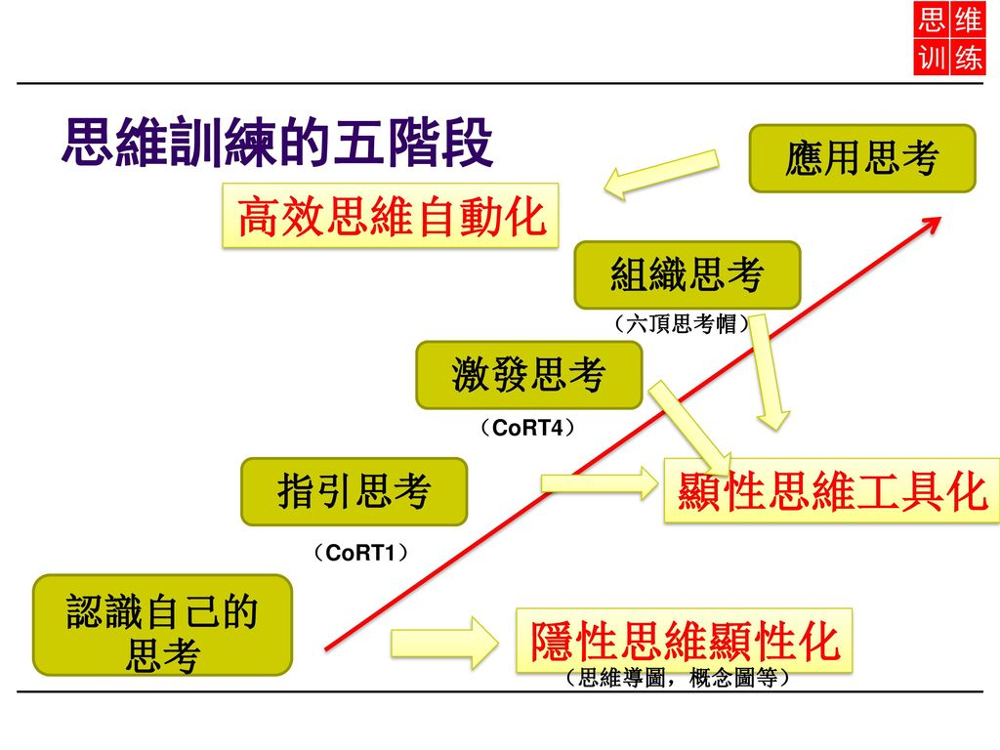 思维
训练
思維訓練的五階段
應用思考
高效思維自動化
組織思考
（六頂思考帽）
激發思考
（CoRT4）
指引思考
顯性思維工具化
（CoRT1）
認識自己的
思考
隱性思維顯性化
（思維導圖，概念圖等）